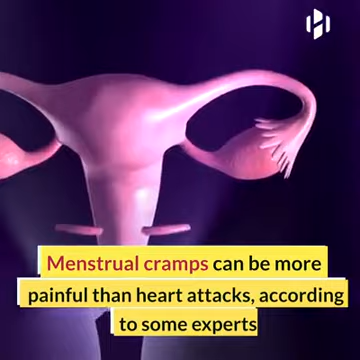 Menstrual cramps can be more
painful than heart attacks, according
to some experts